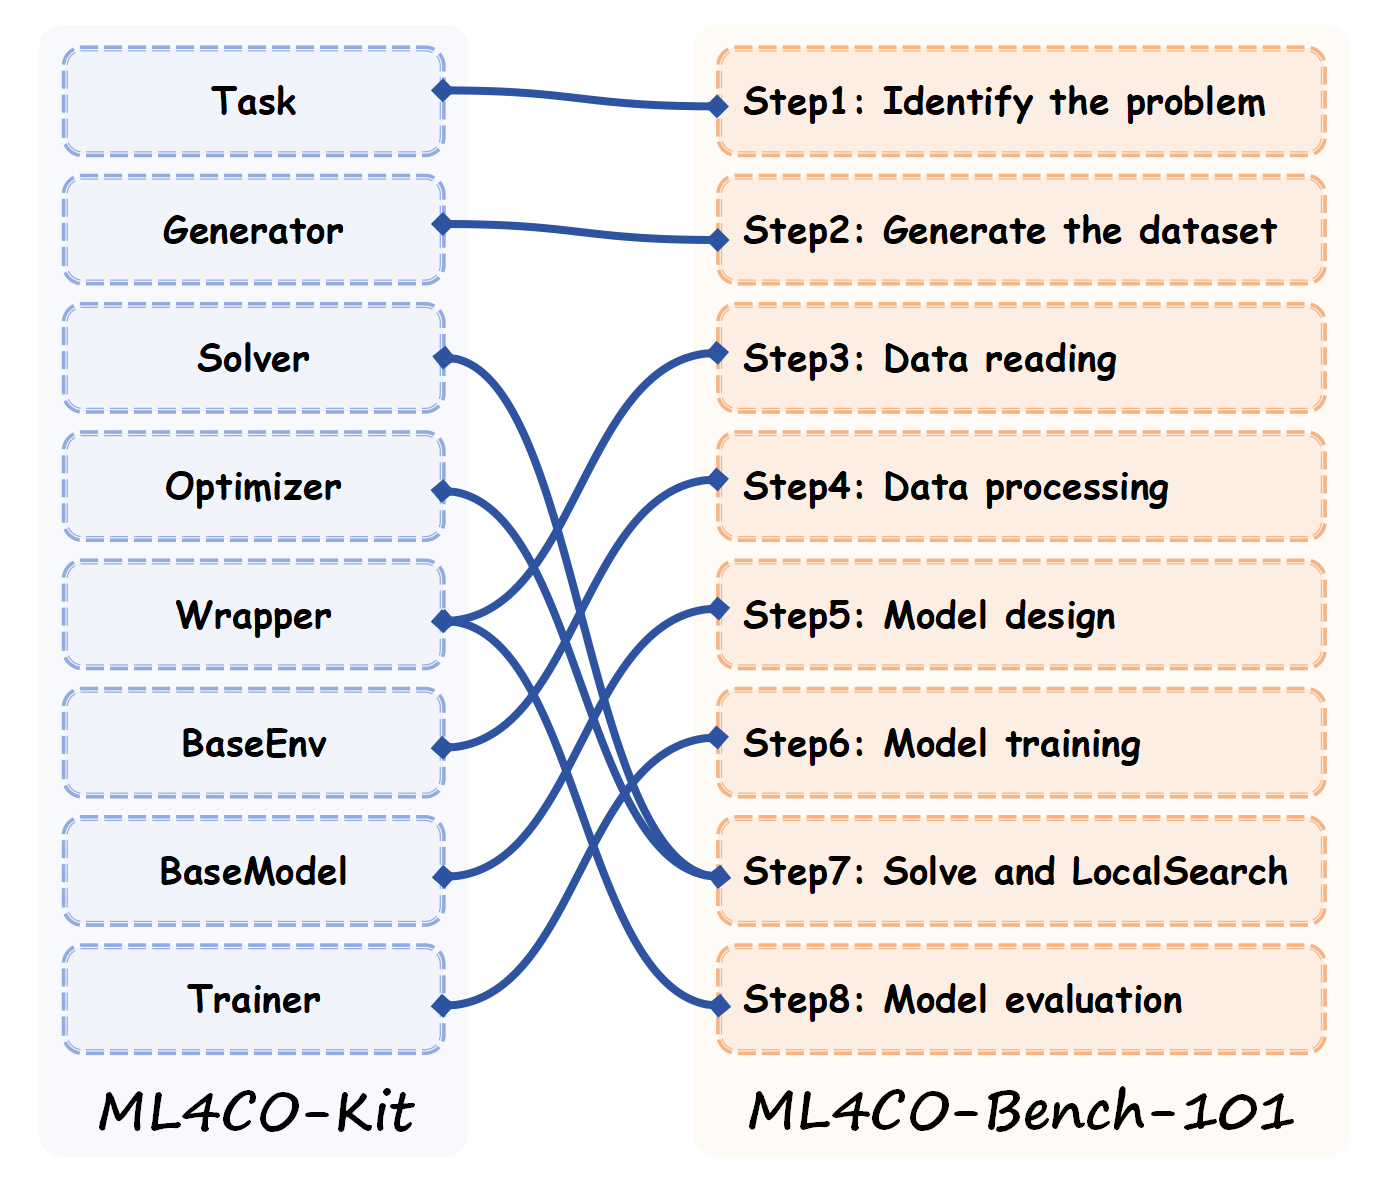 Task
Generator
Solver
Optimizer
Wrapper
BaseEnv
BaseModel
Trainer
ML4CO-Kit
Step1: Identify the problem
Step2: Generate the dataset
Step3: Data reading
Step4: Data processing
Step5: Model design
Step6: Model training
Step7: Solve and LocalSearch
Step8: Model evaluation
ML4CO-Bench-101